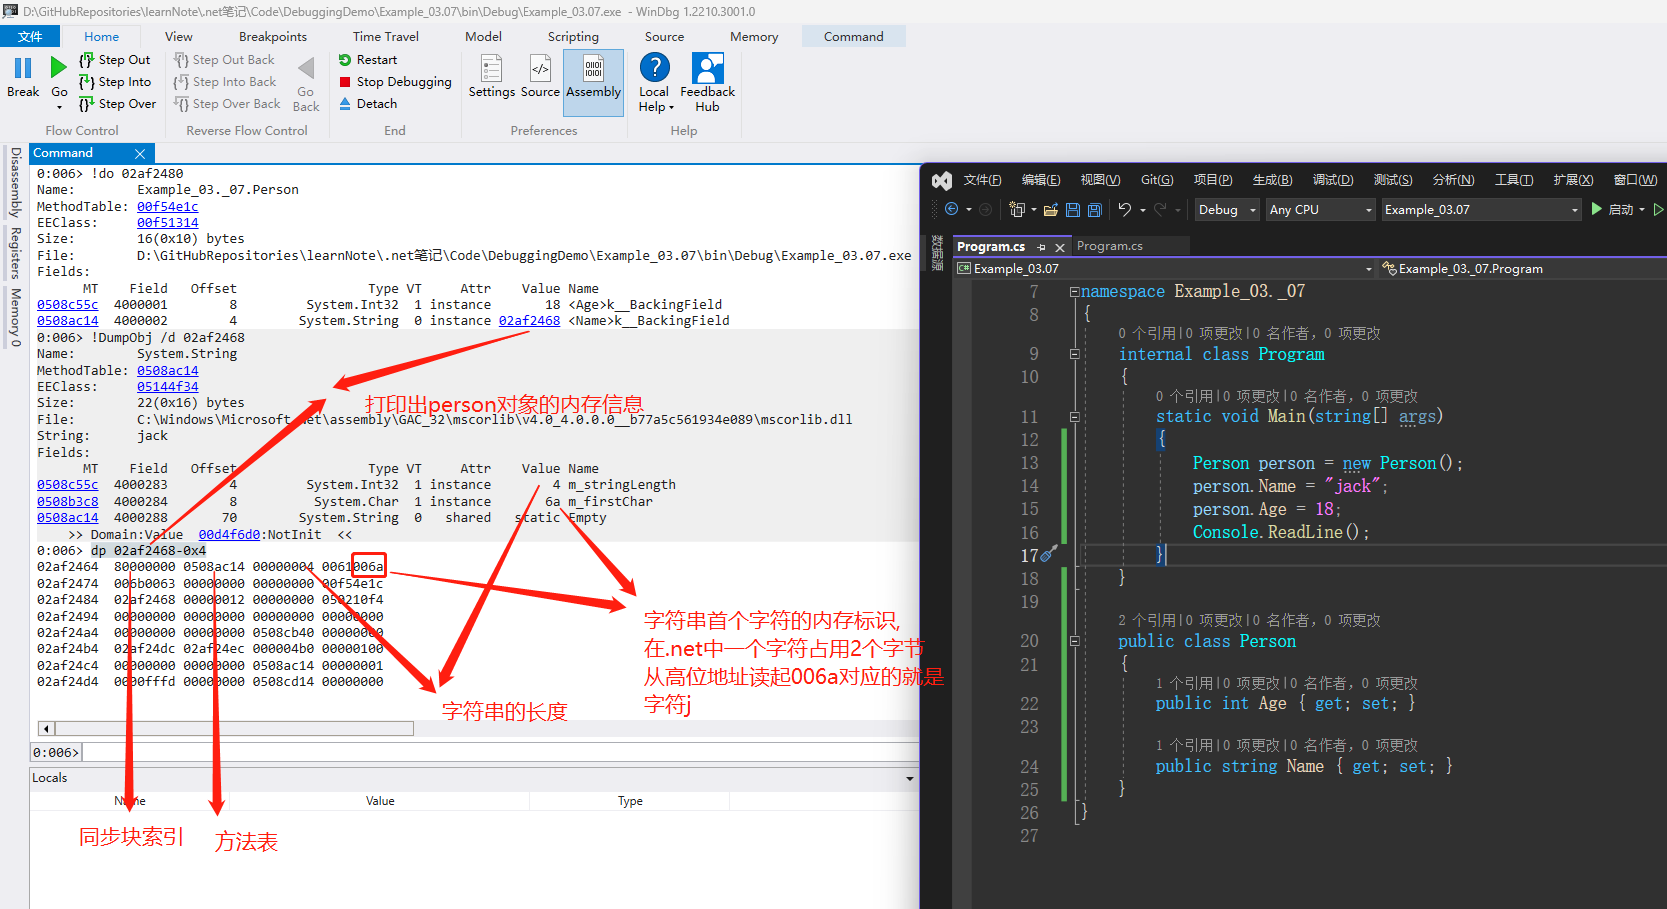 D:\GitHubRepositories\learnNote\.net笔记\Code\DebuggingDemo\Example_03.07\bin\Debug\Example_03.07.exe - WinDbg 1.2210.3001.0
文件 Home View Breakpoints Time Travel Model Scripting Source Memory Command
Step Out Step Out Back Restart
Step Into Step Into Back Stop Debugging
Break Go Step Over Step Over Back Go Back Detach Settings Source Assembly Local Help Feedback Hub
Flow Control Reverse Flow Control End Preferences Help
Disassembly
Registers
Memory 0
Command
0:006> !do 02af2480
Name: Example_03._07.Person
MethodTable: 00f54e1c
EEClass: 00f51314
Size: 16(0x10) bytes
File: D:\GitHubRepositories\learnNote\.net笔记\Code\DebuggingDemo\Example_03.07\bin\Debug\Example_03.07.exe
Fields:
MT Field Offset Type VT Attr Value Name
0508c55c 4000001 8 System.Int32 1 instance 18 <Age>k__BackingField
0508ac14 4000002 4 System.String 0 instance 02af2468 <Name>k__BackingField
0:006> !DumpObj /d 02af2468
Name: System.String
MethodTable: 0508ac14
EEClass: 05144f34
Size: 22(0x16) bytes
File: C:\Windows\Microsoft.Net\assembly\GAC_32\mscorlib\v4.0_4.0.0.0__b77a5c561934e089\mscorlib.dll
String: jack
Fields:
MT Field Offset Type VT Attr Value Name
0508c55c 4000283 4 System.Int32 1 instance 4 m_stringLength
0508b3c8 4000284 8 System.Char 1 instance 6a m_firstChar
0508ac14 4000288 70 System.String 0 shared static Empty
>> Domain:Value 00d4f6d0:NotInit <<
0:006> dp 02af2468-0x4
02af2464 80000000 0508ac14 00000004 0061006a
02af2474 006b0063 00000000 00000000 00f54e1c
02af2484 02af2468 00000012 00000000 050210f4
02af2494 00000000 00000000 00000000 00000000
02af24a4 00000000 00000000 0508cb40 00000000
02af24b4 02af24dc 02af24ec 000004b0 00000100
02af24c4 00000000 00000000 0508ac14 00000001
02af24d4 0000fffd 00000000 0508cd14 00000000
打印出person对象的内存信息
字符串首个字符的内存标识,
在.net中一个字符占用2个字节
从高位地址读起006a对应的就是
字符j
字符串的长度
0:006>
Locals
Name Value Type
同步块索引
方法表
文件(F) 编辑(E) 视图(V) Git(G) 项目(P) 生成(B) 调试(D) 测试(S) 分析(N) 工具(T) 扩展(X) 窗口(W)
Debug Any CPU Example_03.07 启动
数据源
Program.cs Program.cs
Example_03.07 Example_03._07.Program
7 namespace Example_03._07
8 {
0 个引用|0 项更改|0 名作者, 0 项更改
9 internal class Program
10 {
0 个引用|0 项更改|0 名作者, 0 项更改
11 static void Main(string[] args)
12 {
13 Person person = new Person();
14 person.Name = "jack";
15 person.Age = 18;
16 Console.ReadLine();
17 }
18 }
19
2 个引用|0 项更改|0 名作者, 0 项更改
20 public class Person
21 {
1 个引用|0 项更改|0 名作者, 0 项更改
22 public int Age { get; set; }
23
1 个引用|0 项更改|0 名作者, 0 项更改
24 public string Name { get; set; }
25 }
26 }
27